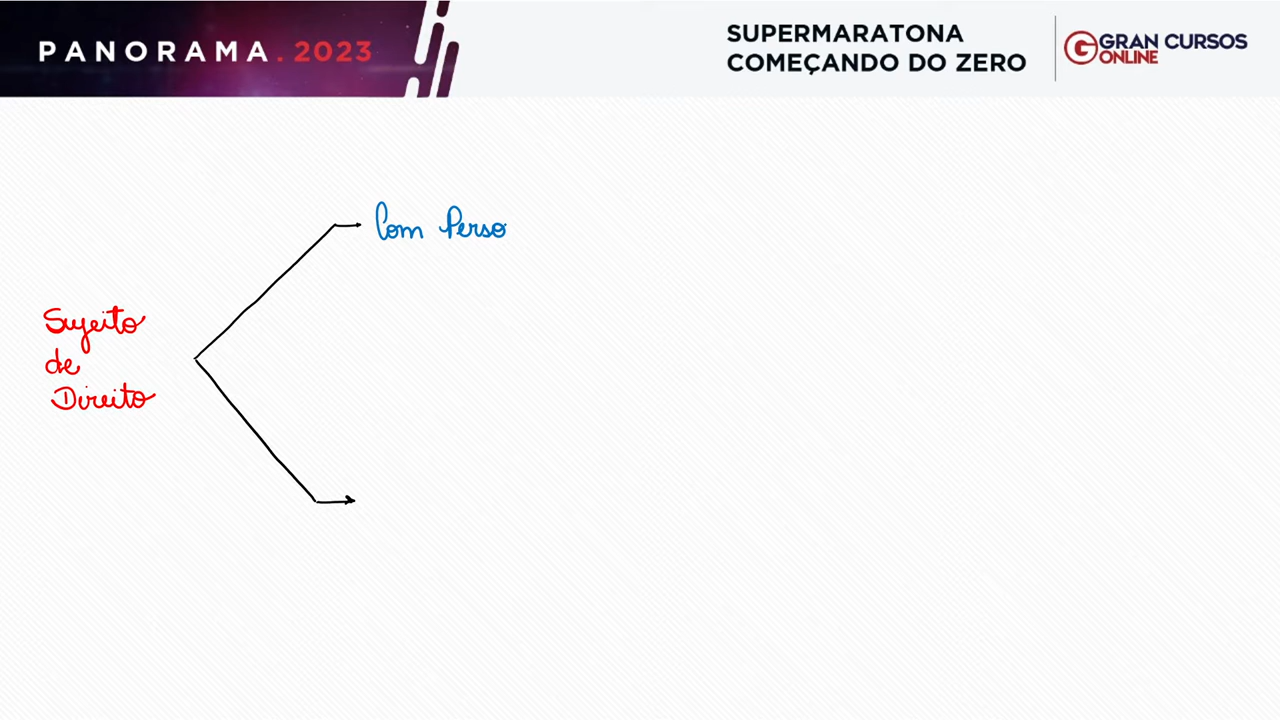 PANORAMA.2023
SUPERMARATONA
COMEÇANDO DO ZERO
GRAN CURSOS
ONLINE
Com Perso
Sujeito
de
Direito